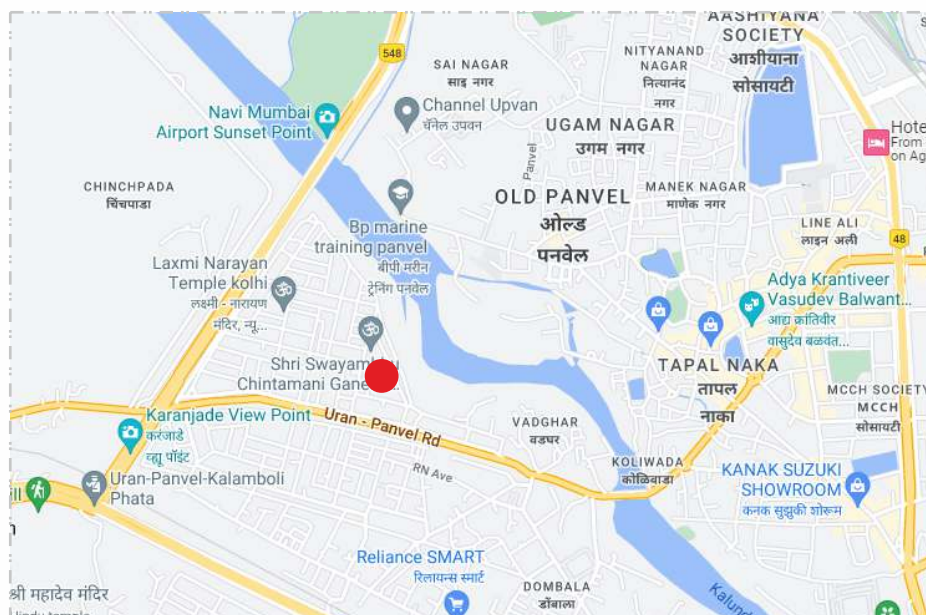 AASHIYANA
SOCIETY
आशीयाना
सोसायटी
548
SAI NAGAR
साइ नगर
NITYANAND
NAGAR
नित्यानंद
नगर
Navi Mumbai
Airport Sunset Point
Channel Upvan
चॅनेल उपवन
UGAM NAGAR
उगम नगर
Hote
From
on Ag
Panvel
CHINCHPADA
चिंचपाडा
OLD PANVEL
ओल्ड
पनवेल
MANEK NAGAR
माणेक नगर
Bp marine
training panvel
बीपी मरीन
ट्रेनिंग पनवेल
LINE ALI
लाइन अली
48
Laxmi Narayan
Temple kolhi
लक्ष्मी - नारायण
मंदिर, न्यू...
Adya Krantiveer
Vasudev Balwant...
आद्य क्रांतिवीर
वासुदेव बळवंत...
Shri Swayam
Chintamani Gane
TAPAL NAKA
तापल
नाका
MCCH SOCIETY
MCCH
सोसायटी
Karanjade View Point
करंजाडे
व्ह्यू पॉइंट
Uran - Panvel Rd
VADGHAR
वडघर
RN Ave
KOLIWADA
कोळिवाडा
KANAK SUZUKI
SHOWROOM
कनक सुझुकी शोरूम
Uran-Panvel-Kalamboli
Phata
ill
Reliance SMART
रिलायन्स स्मार्ट
DOMBALA
डोंबाला
Kalund
श्री महादेव मंदिर